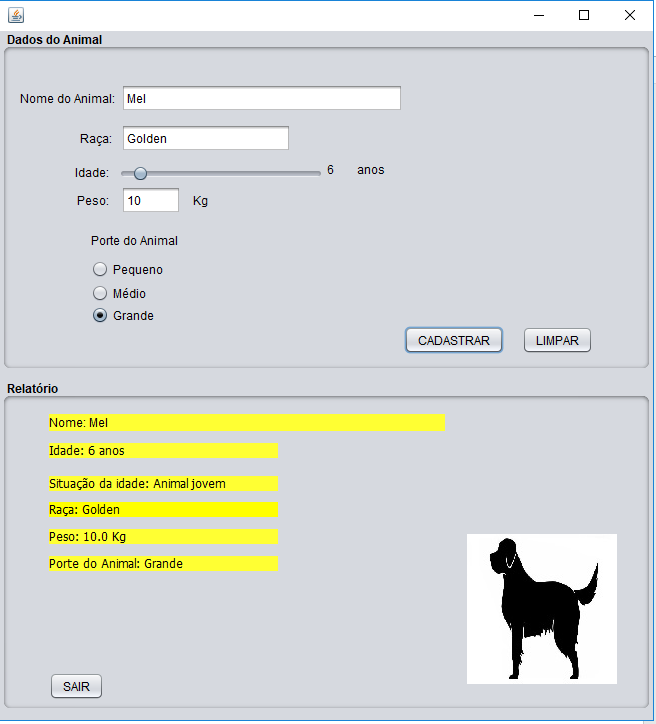 Dados do Animal
Nome do Animal: Mel
Raça: Golden
Idade: 6 anos
Peso: 10 Kg
Porte do Animal
Pequeno
Médio
Grande
CADASTRAR LIMPAR
Relatório
Nome: Mel
Idade: 6 anos
Situação da idade: Animal jovem
Raça: Golden
Peso: 10.0 Kg
Porte do Animal: Grande
SAIR